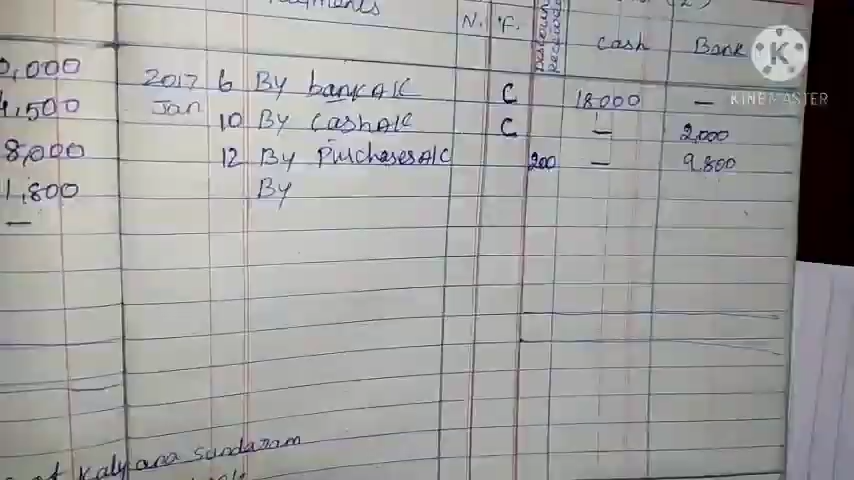 N. F. Discount Received Cash Bank
KINEMASTER
0,000 2017 6 By bank A/C C 18000 —
4,500 Jan 10 By Cash A/C C — 2,000
8,000 12 By Purchases A/C 200 — 9,800
1,800 By
—
of Kalyana Sundaram